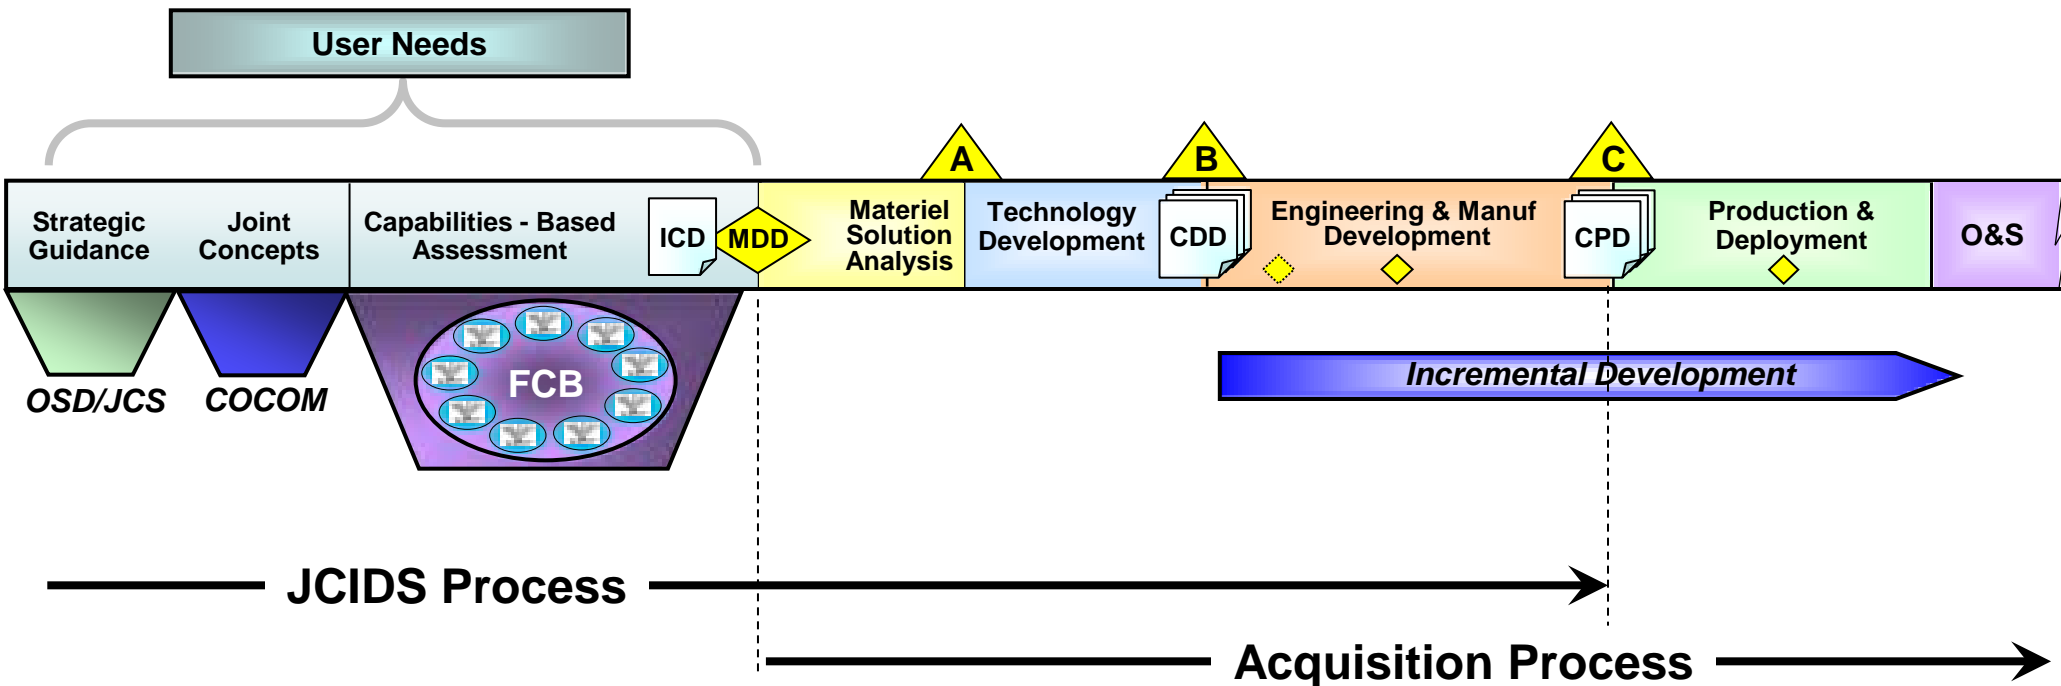 User Needs
A
B
C
Strategic
Guidance
Joint
Concepts
Capabilities - Based
Assessment
ICD
MDD
Materiel
Solution
Analysis
Technology
Development
CDD
Engineering & Manuf
Development
CPD
Production &
Deployment
O&S
OSD/JCS
COCOM
FCB
Incremental Development
JCIDS Process
Acquisition Process